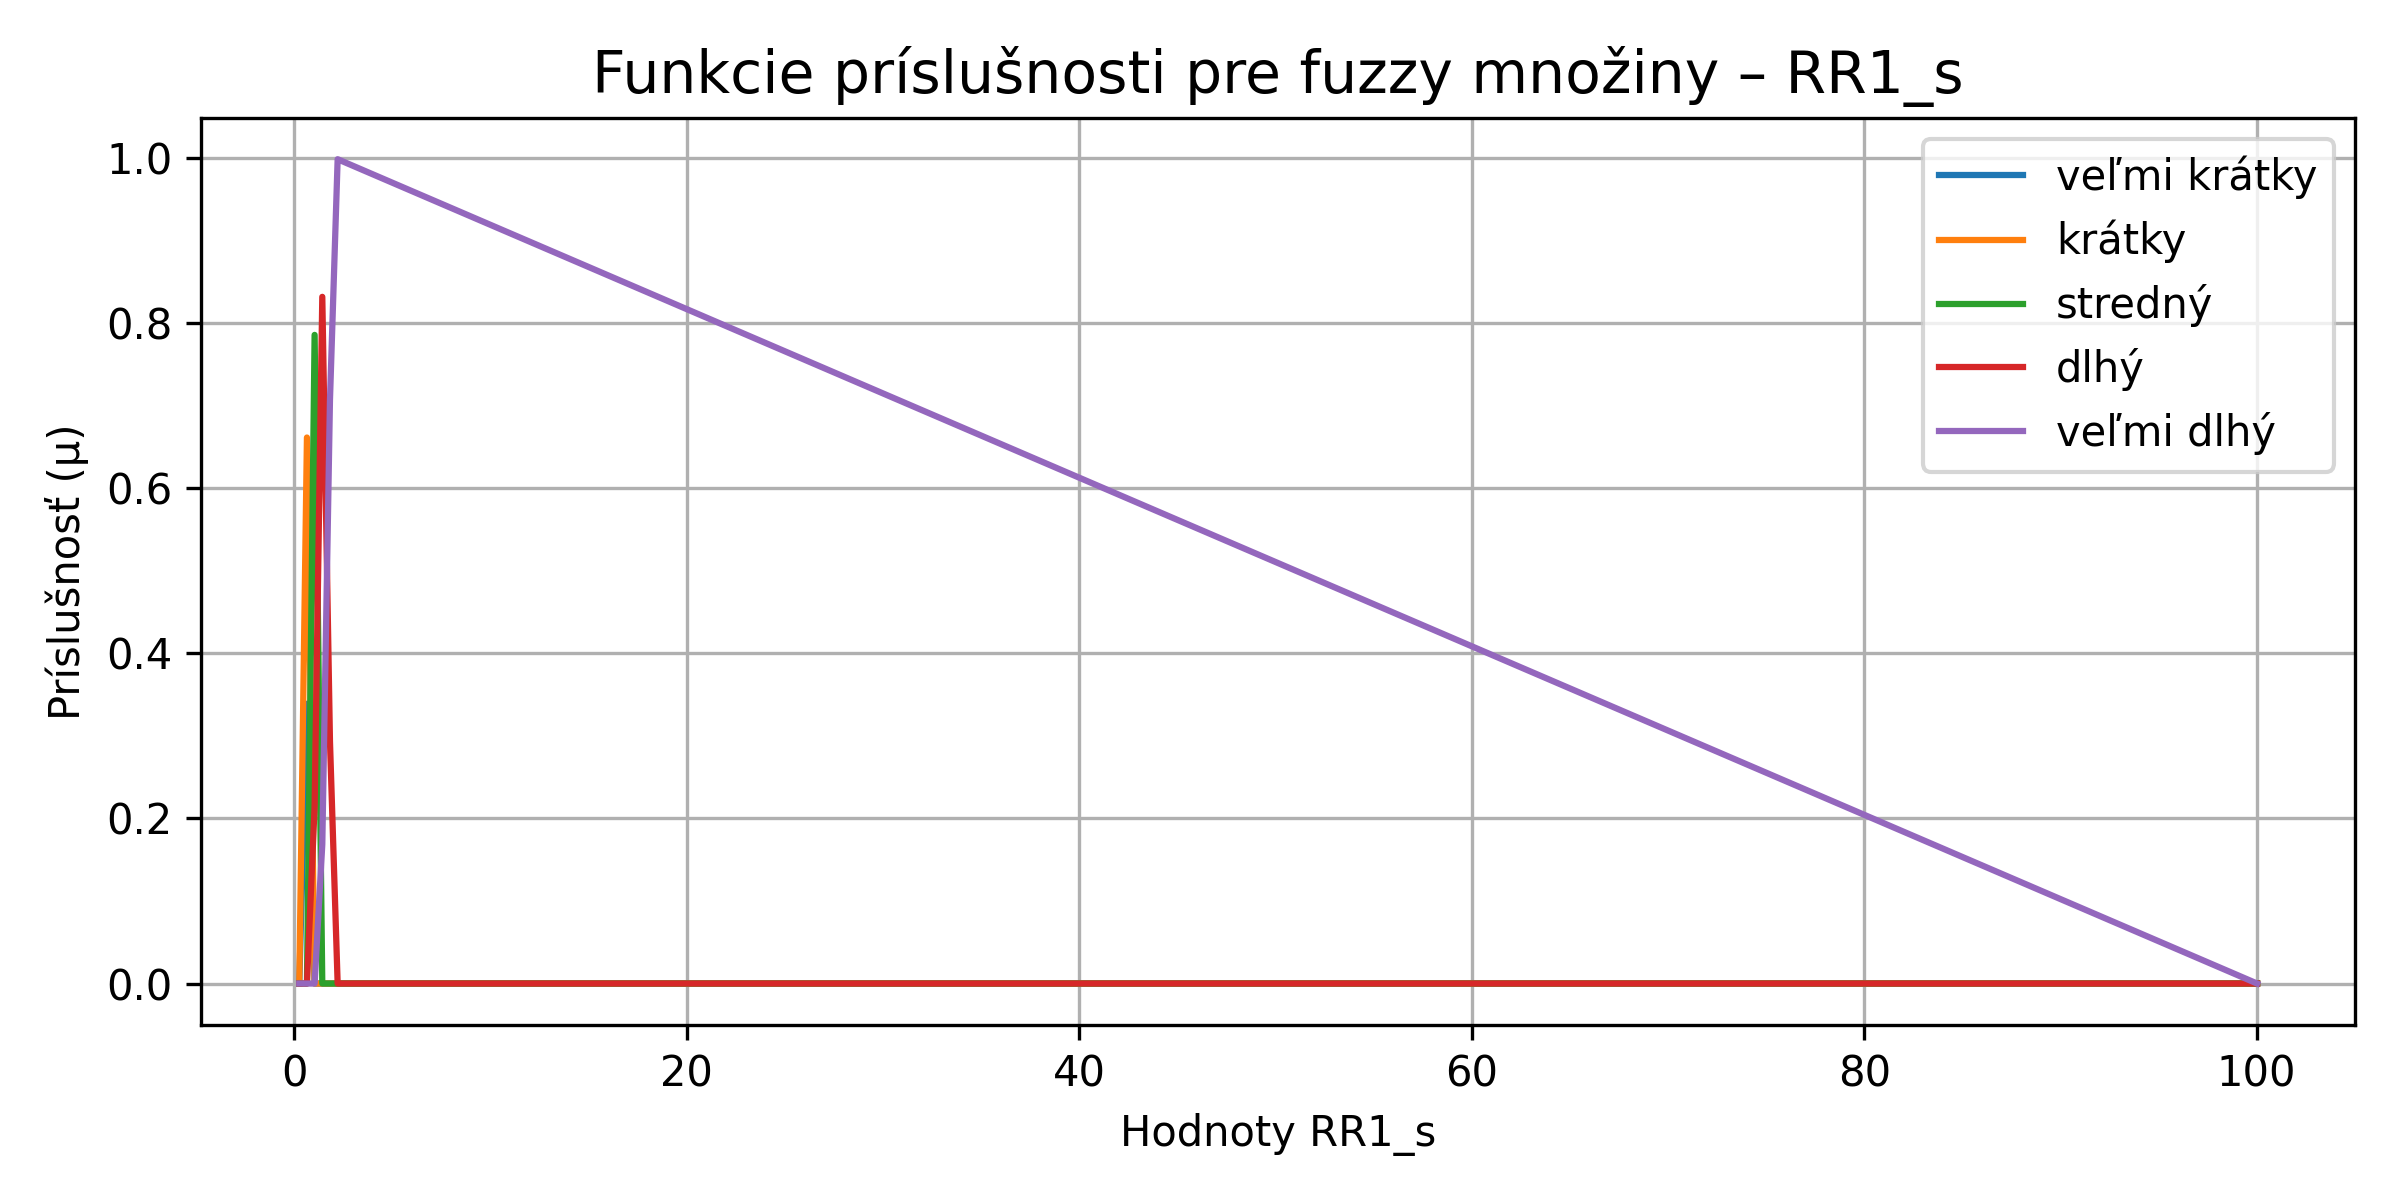 Funkcie príslušnosti pre fuzzy množiny – RR1_s
Príslušnosť (μ)
1.0
0.8
0.6
0.4
0.2
0.0
veľmi krátky
krátky
stredný
dlhý
veľmi dlhý
0 20 40 60 80 100
Hodnoty RR1_s